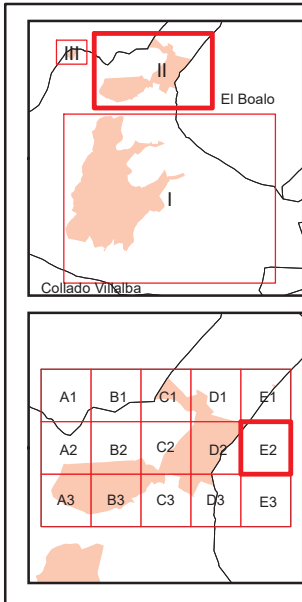 III
II
El Boalo
I
Collado Villalba
A1 B1 C1 D1 E1
A2 B2 C2 D2 E2
A3 B3 C3 D3 E3